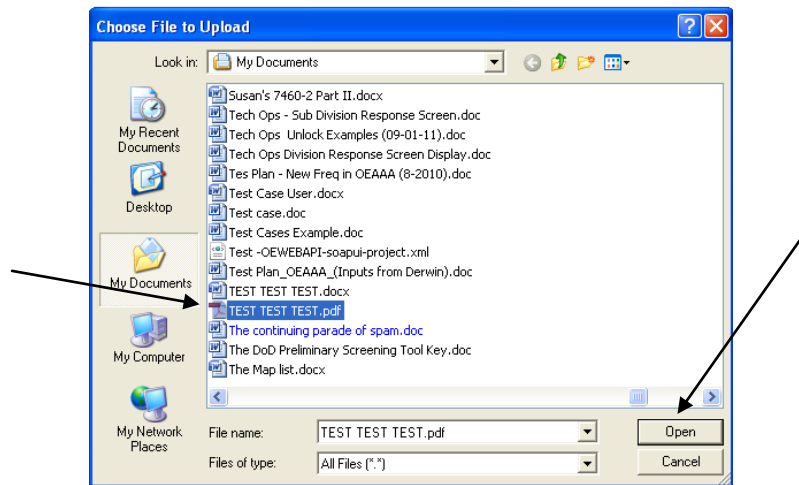 Choose File to Upload
Look in:
My Documents
My Recent
Documents
Desktop
My Documents
My Computer
My Network
Places
Susan's 7460-2 Part II.docx
Tech Ops - Sub Division Response Screen.doc
Tech Ops  Unlock Examples (09-01-11).doc
Tech Ops Division Response Screen Display.doc
Tes Plan - New Freq in OEAAA (8-2010).doc
Test Case User.docx
Test case.doc
Test Cases Example.doc
Test -OEWEBAPI-soapui-project.xml
Test Plan_OEAAA_(Inputs from Derwin).doc
TEST TEST TEST.docx
TEST TEST TEST.pdf
The continuing parade of spam.doc
The DoD Preliminary Screening Tool Key.doc
The Map list.docx
File name:
TEST TEST TEST.pdf
Open
Files of type:
All Files (*.*)
Cancel